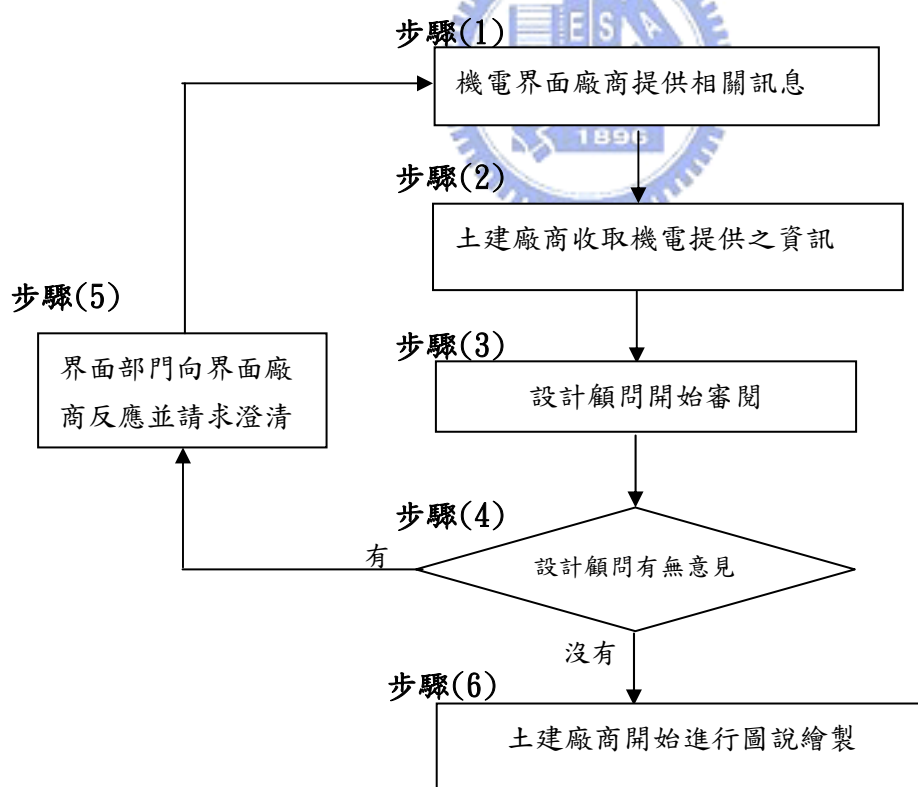 步驟(1)
ESA
機電界面廠商提供相關訊息
1896
步驟(2)
土建廠商收取機電提供之資訊
步驟(5)
界面部門向界面廠
商反應並請求澄清
步驟(3)
設計顧問開始審閱
步驟(4)
有
設計顧問有無意見
沒有
步驟(6)
土建廠商開始進行圖說繪製